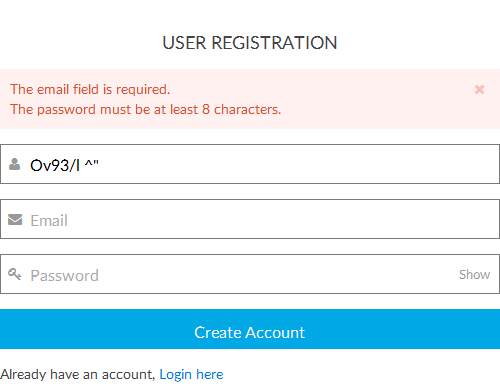 USER REGISTRATION
The email field is required.
The password must be at least 8 characters.
Ov93/l ^"
Email
Password Show
Create Account
Already have an account, Login here